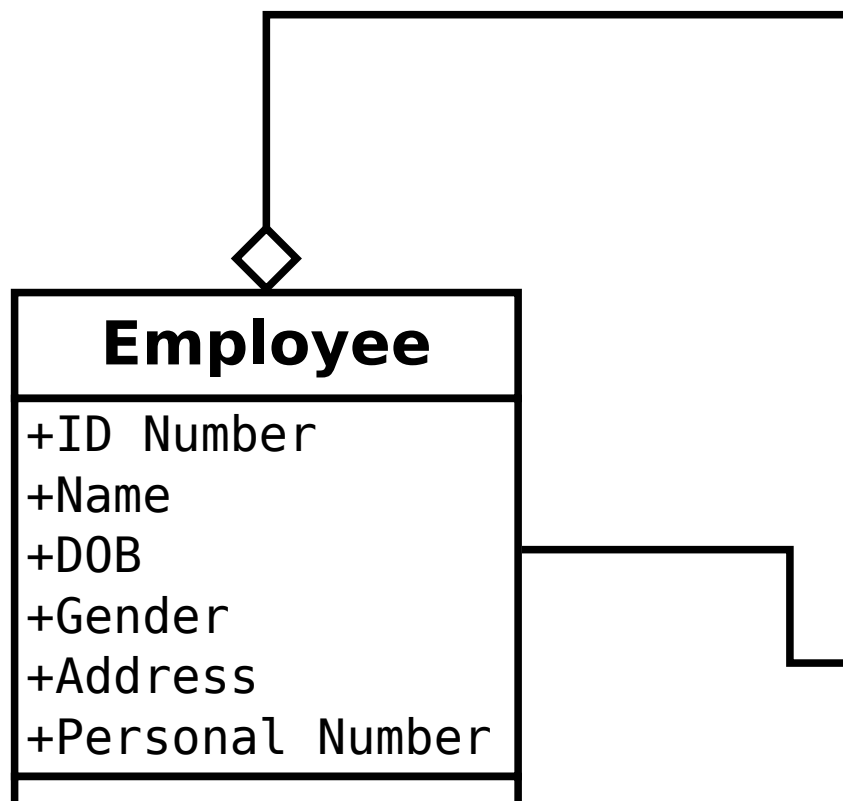 Employee
+ID Number
+Name
+DOB
+Gender
+Address
+Personal Number